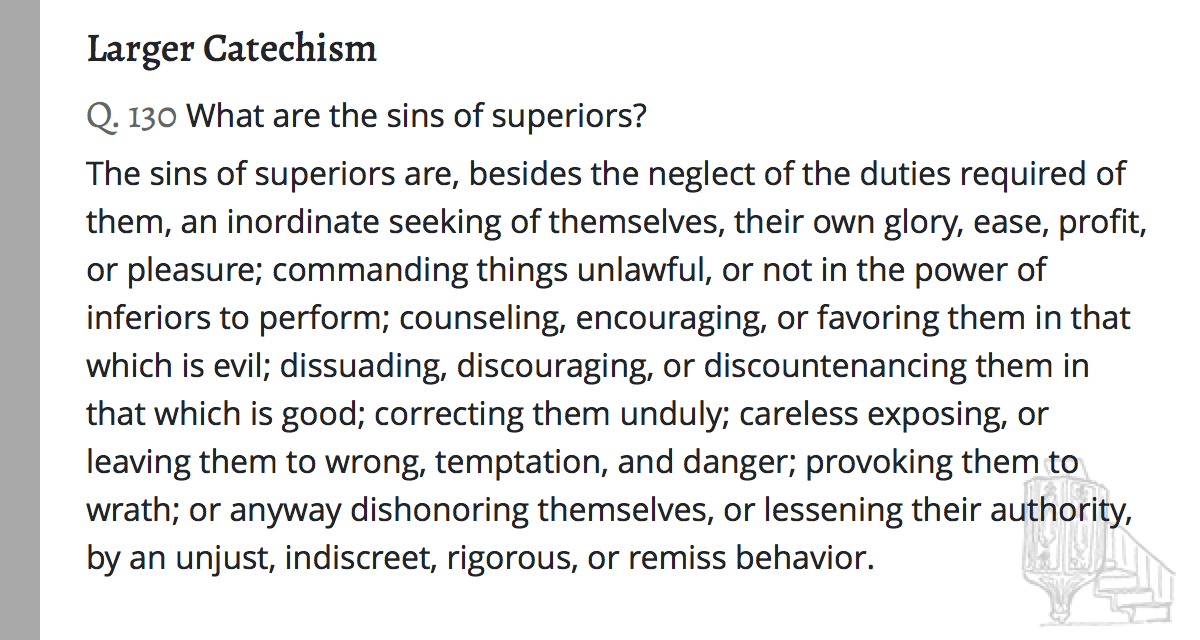 Larger Catechism
Q. 130 What are the sins of superiors?
The sins of superiors are, besides the neglect of the duties required of
them, an inordinate seeking of themselves, their own glory, ease, profit,
or pleasure; commanding things unlawful, or not in the power of
inferiors to perform; counseling, encouraging, or favoring them in that
which is evil; dissuading, discouraging, or discountenancing them in
that which is good; correcting them unduly; careless exposing, or
leaving them to wrong, temptation, and danger; provoking them to
wrath; or anyway dishonoring themselves, or lessening their authority,
by an unjust, indiscreet, rigorous, or remiss behavior.